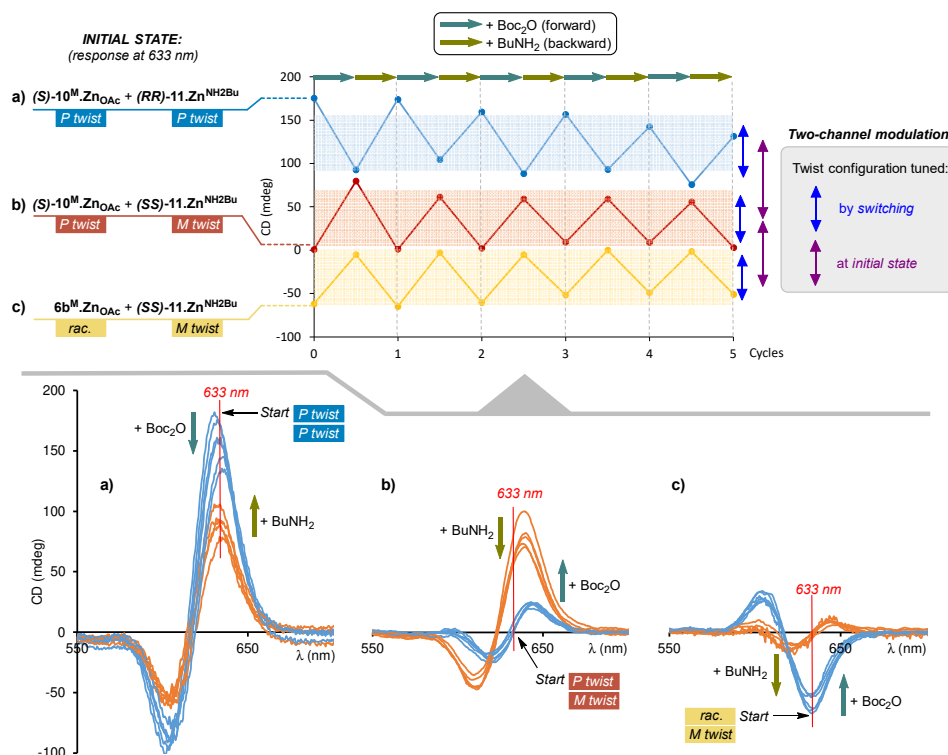 + Boc2O (forward)
+ BuNH2 (backward)
INITIAL STATE:
(response at 633 nm)
a) (S)-10M.ZnOAc + (RR)-11.ZnNH2Bu
P twist P twist
b) (S)-10M.ZnOAc + (SS)-11.ZnNH2Bu
P twist M twist
c) 6bM.ZnOAc + (SS)-11.ZnNH2Bu
rac. M twist
CD (mdeg)
200
150
100
50
0
-50
-100
0 1 2 3 4 5 Cycles
Two-channel modulation
Twist configuration tuned:
by switching
at initial state
200
150
100
50
0
-50
-100
CD (mdeg)
a)
633 nm
Start P twist
P twist
+ Boc2O
+ BuNH2
550 650
λ (nm)
b)
633 nm
+ BuNH2
+ Boc2O
550 650
λ (nm)
Start P twist
M twist
c)
633 nm
550 650
λ (nm)
+ BuNH2
+ Boc2O
rac. Start
M twist